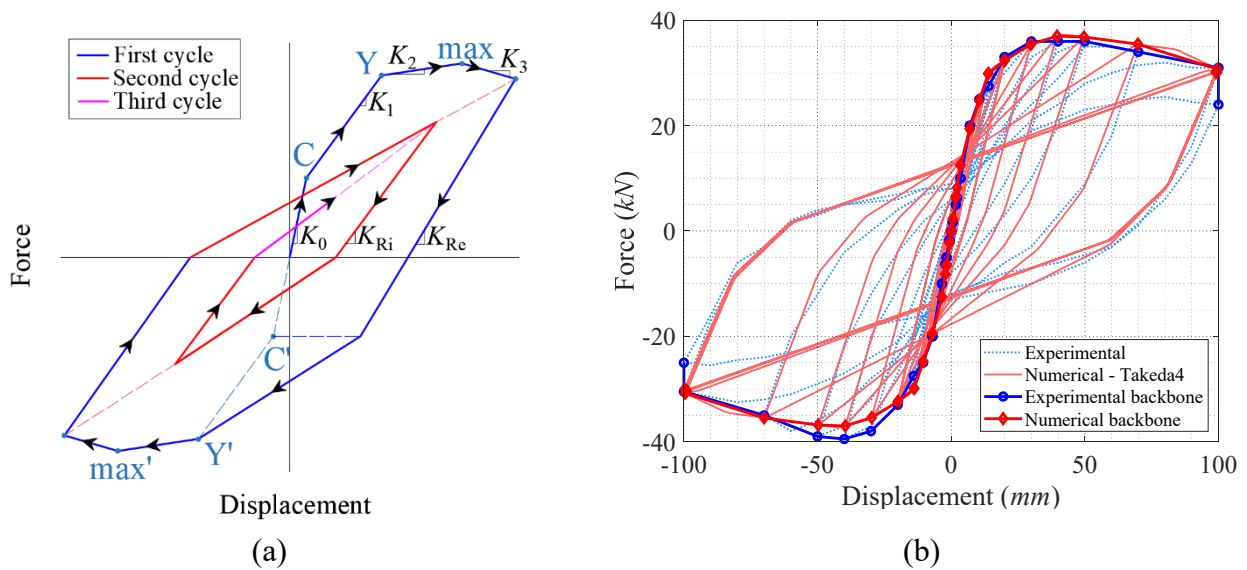 First cycle
Second cycle
Third cycle
Y
K2
max
K3
K1
C
K0
KRi
KRe
C'
Y'
max'
Force
Displacement
(a)
40
20
0
-20
-40
Force (kN)
Experimental
Numerical - Takeda4
Experimental backbone
Numerical backbone
-100
-50
0
50
100
Displacement (mm)
(b)